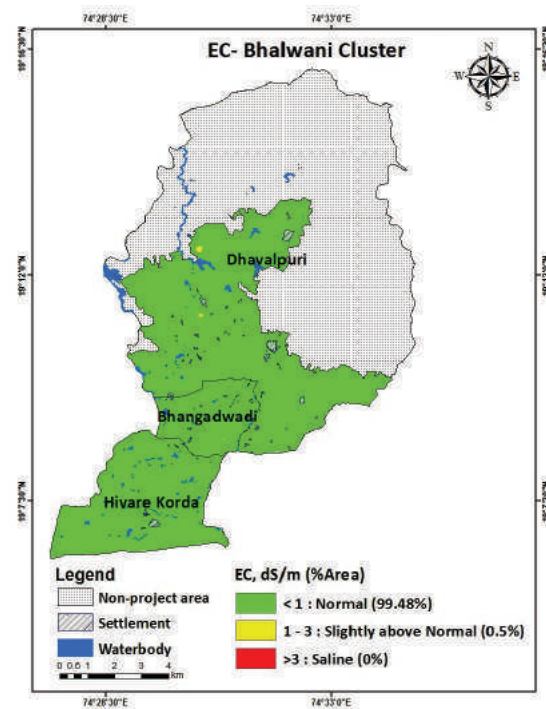 74°28'30"E
74°33'0"E
EC- Bhalwani Cluster
N
W E
S
Dhavalpuri
Bhangadwadi
Hivare Korda
Legend
Non-project area
Settlement
Waterbody
0 0.5 1 2 3 4
km
EC, dS/m (%Area)
< 1 : Normal (99.48%)
1 - 3 : Slightly above Normal (0.5%)
>3 : Saline (0%)
74°28'30"E
74°33'0"E